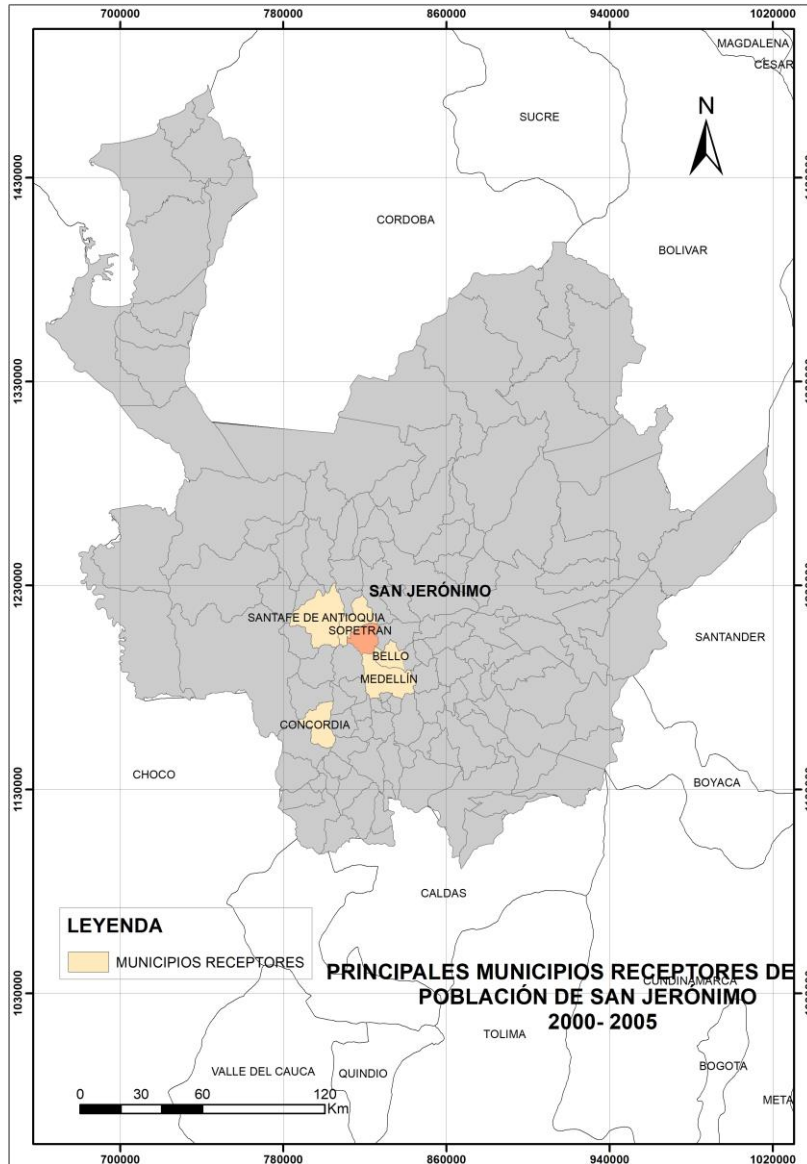 700000 780000 860000 940000 1020000
MAGDALENA
CESAR
N
SUCRE
1430000
CORDOBA
BOLIVAR
1330000
1230000
SAN JERÓNIMO
SANTAFE DE ANTIOQUIA
SOPETRÁN
SANTANDER
BELLO
MEDELLÍN
CONCORDIA
CHOCO
BOYACA
1130000
CALDAS
LEYENDA
MUNICIPIOS RECEPTORES
PRINCIPALES MUNICIPIOS RECEPTORES DE
CUNDINAMARCA
POBLACIÓN DE SAN JERÓNIMO
1030000
2000- 2005
TOLIMA
VALLE DEL CAUCA
QUINDIO
BOGOTA
META
0 30 60 120
Km
700000 780000 860000 940000 1020000